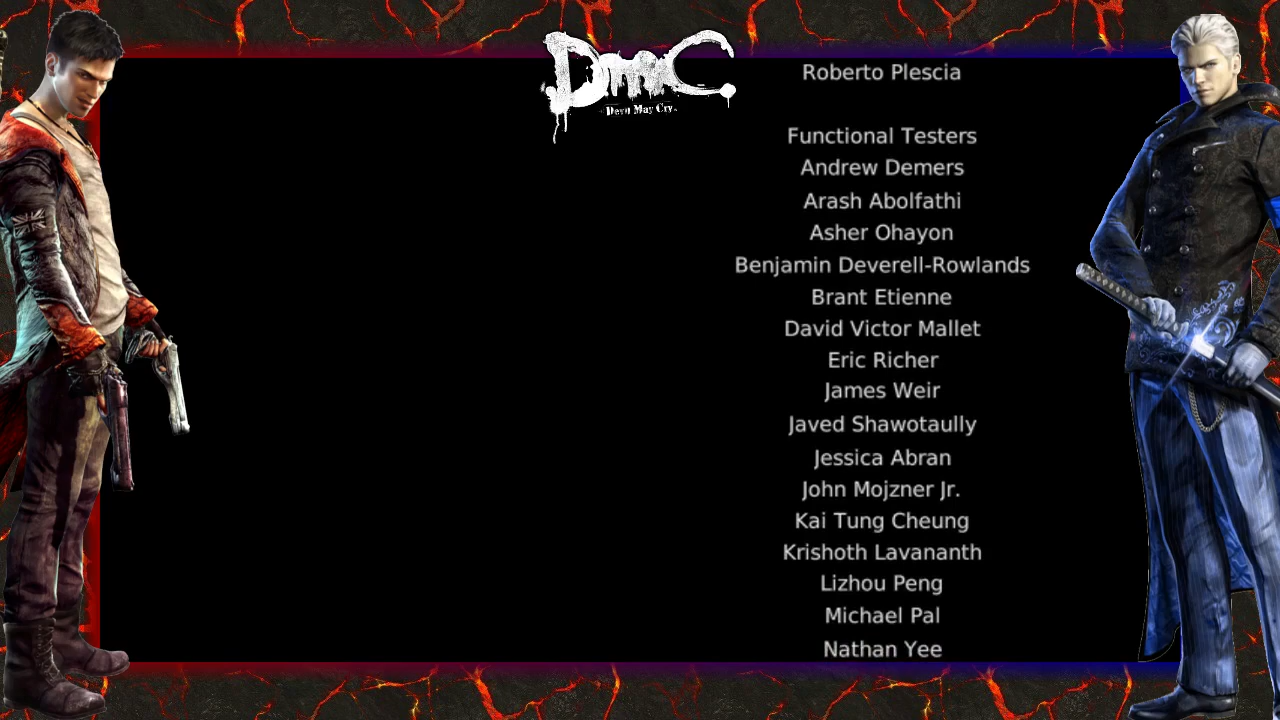 DmC
Devil May Cry
Roberto Plescia
Functional Testers
Andrew Demers
Arash Abolfathi
Asher Ohayon
Benjamin Deverell-Rowlands
Brant Etienne
David Victor Mallet
Eric Richer
James Weir
Javed Shawotaully
Jessica Abran
John Mojzner Jr.
Kai Tung Cheung
Krishoth Lavananth
Lizhou Peng
Michael Pal
Nathan Yee